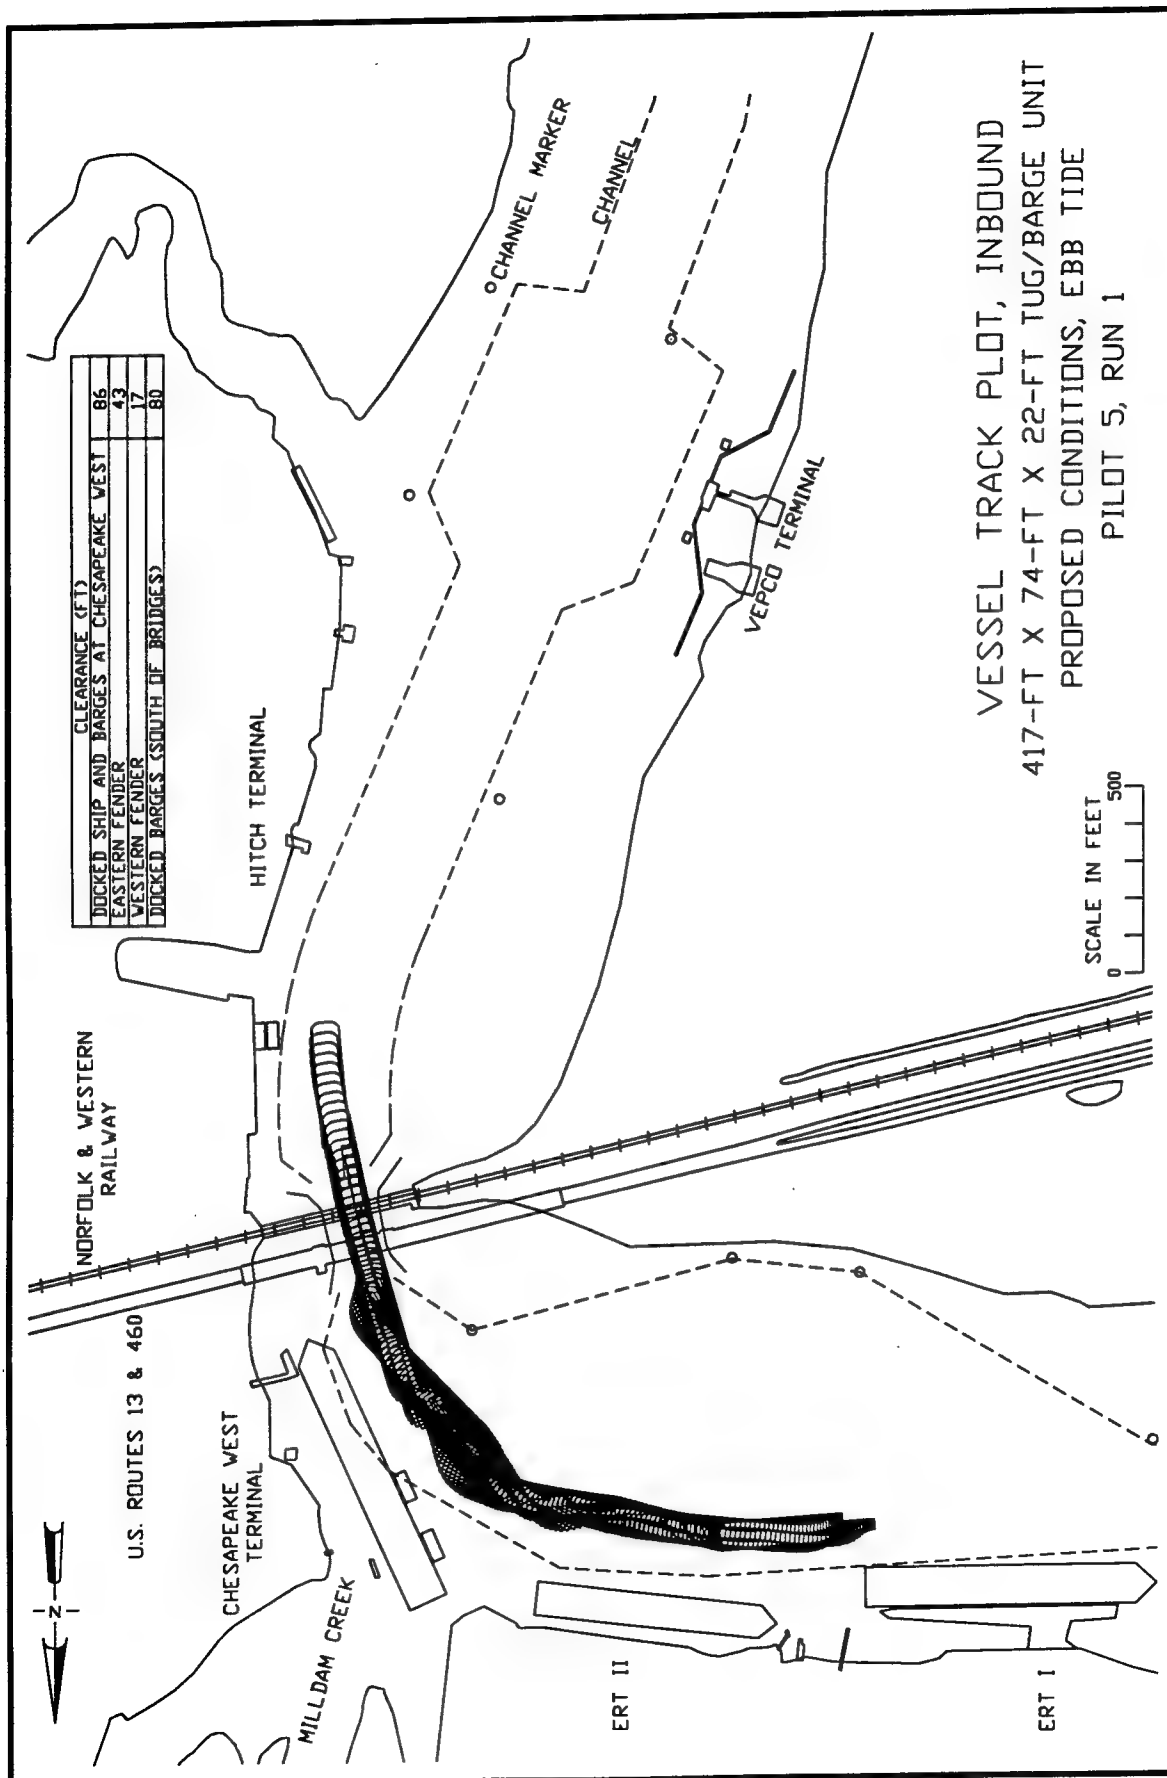 CLEARANCE (FT)
DOCKED SHIP AND BARGES AT CHESAPEAKE WEST 86
EASTERN FENDER 43
WESTERN FENDER 17
DOCKED BARGES (SOUTH OF BRIDGES) 80
N
NORFOLK & WESTERN
RAILWAY
U.S. ROUTES 13 & 460
CHESAPEAKE WEST
TERMINAL
MILLDAM CREEK
HITCH TERMINAL
CHANNEL MARKER
CHANNEL
VEPCO TERMINAL
ERT II
ERT I
SCALE IN FEET
0 500
VESSEL TRACK PLOT, INBOUND
417-FT X 74-FT X 22-FT TUG/BARGE UNIT
PROPOSED CONDITIONS, EBB TIDE
PILOT 5, RUN 1